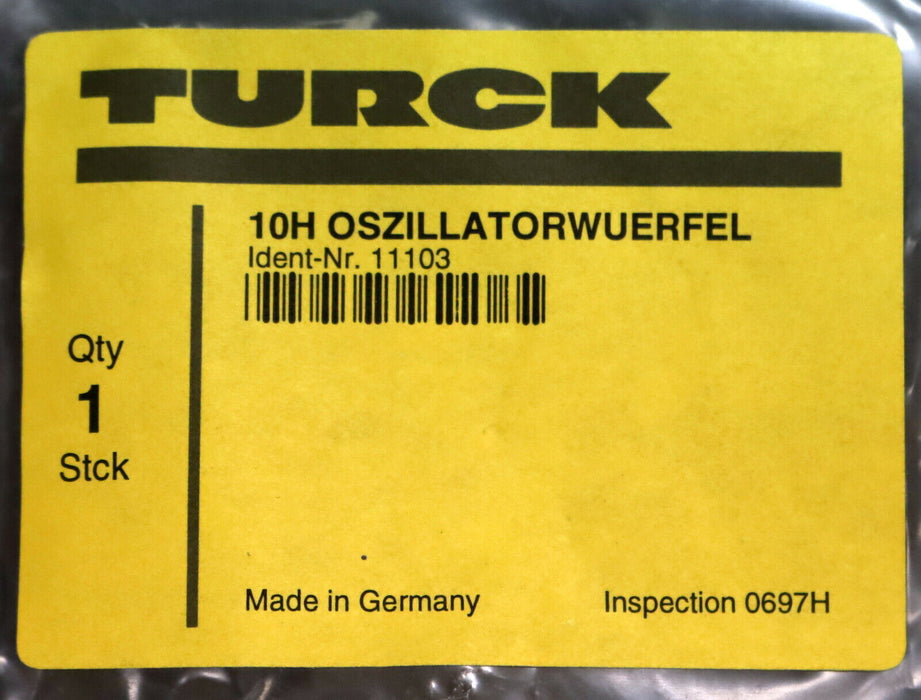 TURCK
10H OSZILLATORWUERFEL
Ident-Nr. 11103
Qty
1
Stck
Made in Germany
Inspection 0697H